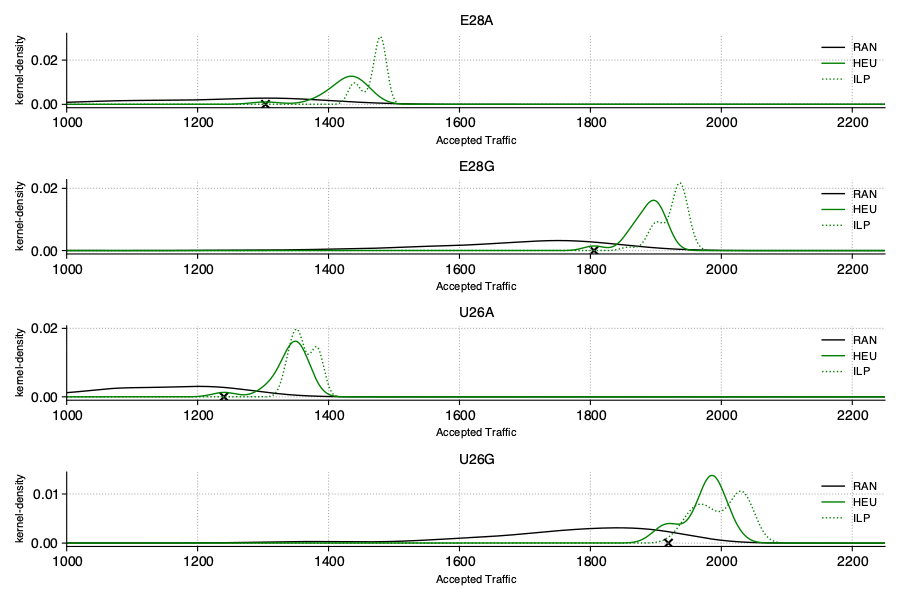 E28A
kernel-density
0.02
0.00
RAN
HEU
ILP
1000 1200 1400 1600 1800 2000 2200
Accepted Traffic
E28G
kernel-density
0.02
0.00
RAN
HEU
ILP
1000 1200 1400 1600 1800 2000 2200
Accepted Traffic
U26A
kernel-density
0.02
0.00
RAN
HEU
ILP
1000 1200 1400 1600 1800 2000 2200
Accepted Traffic
U26G
kernel-density
0.01
0.00
RAN
HEU
ILP
1000 1200 1400 1600 1800 2000 2200
Accepted Traffic